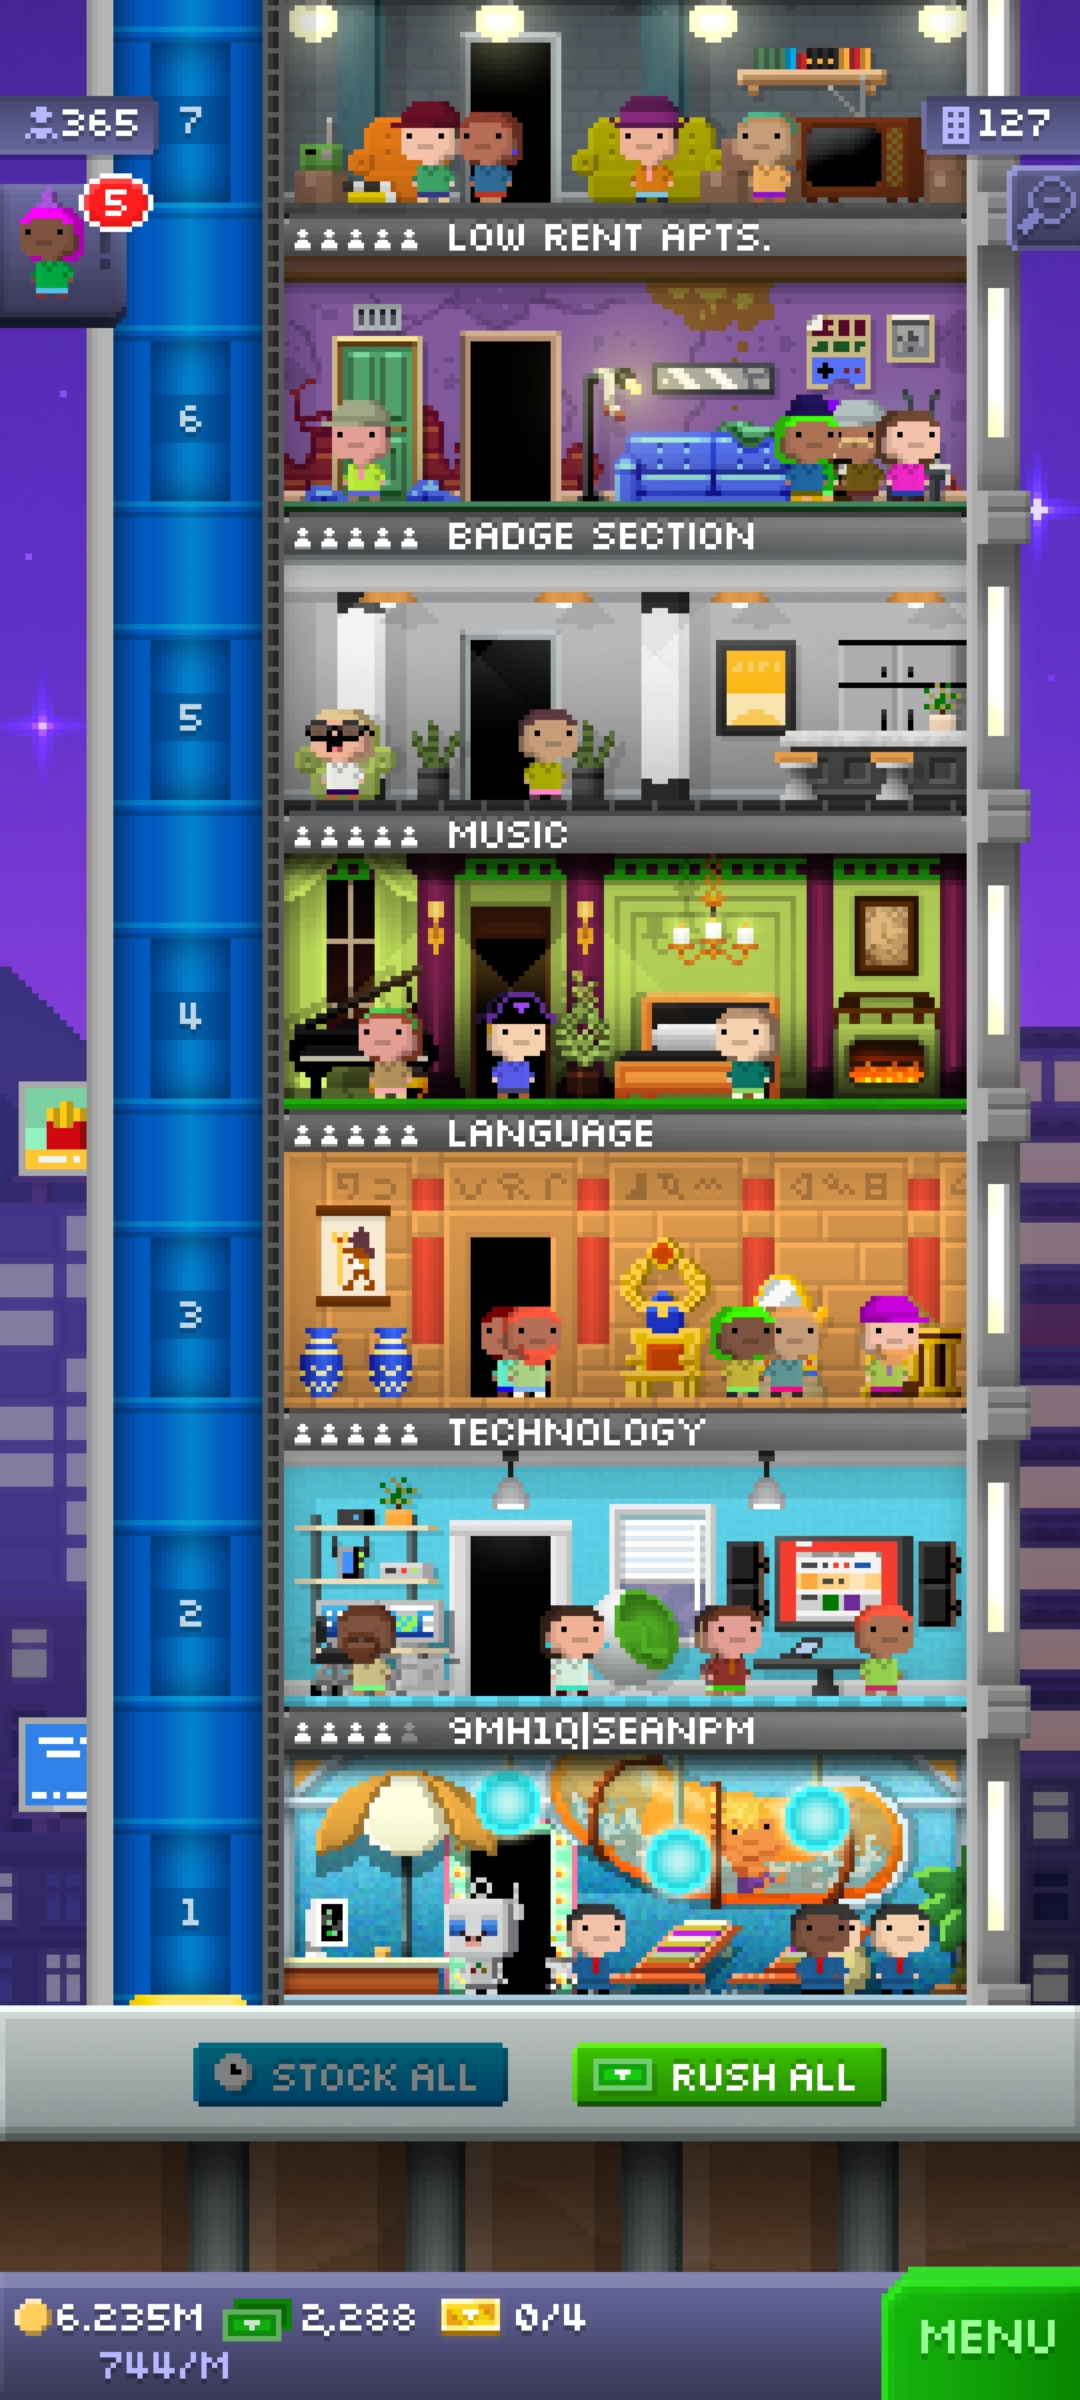 7
365
127
5
LOW RENT APTS.
6
BADGE SECTION
5
MUSIC
4
LANGUAGE
3
TECHNOLOGY
2
9MH1Q|SEANPM
1
STOCK ALL
RUSH ALL
6.235M
2,288
0/4
744/M
MENU